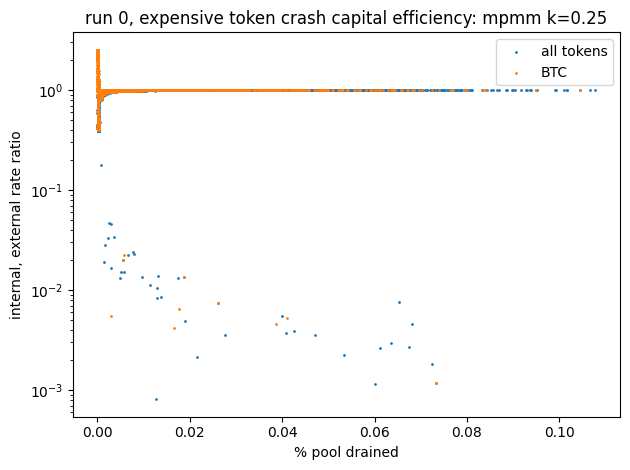 run 0, expensive token crash capital efficiency: mpmm k=0.25
all tokens
BTC
internal, external rate ratio
10⁰
10⁻¹
10⁻²
10⁻³
0.00 0.02 0.04 0.06 0.08 0.10
% pool drained